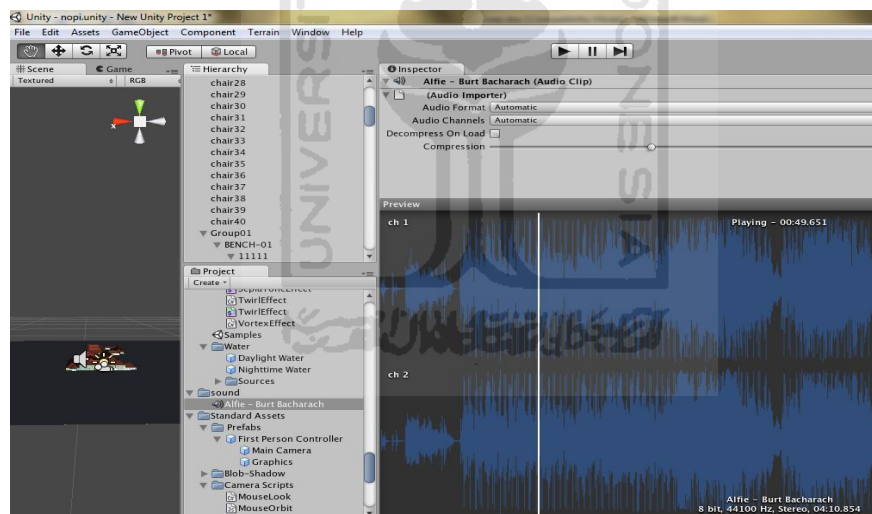 Unity - nopi.unity - New Unity Project 1*
File Edit Assets GameObject Component Terrain Window Help
Pivot Local
Scene Game
Textured RGB
x
Hierarchy
chair28
chair29
chair30
chair31
chair32
chair33
chair34
chair35
chair36
chair37
chair38
chair39
chair40
Group01
BENCH-01
11111
Project
Create
SepiaToneEffect
TwirlEffect
TwirlEffect
VortexEffect
Samples
Water
Daylight Water
Nighttime Water
Sources
sound
Alfie - Burt Bacharach
Standard Assets
Prefabs
First Person Controller
Main Camera
Graphics
Blob-Shadow
Camera Scripts
MouseLook
MouseOrbit
Inspector
Alfie - Burt Bacharach (Audio Clip)
(Audio Importer)
Audio Format Automatic
Audio Channels Automatic
Decompress On Load
Compression
Preview
ch 1
Playing - 00:49.651
ch 2
Alfie - Burt Bacharach
8 bit, 44100 Hz, Stereo, 04:10.854